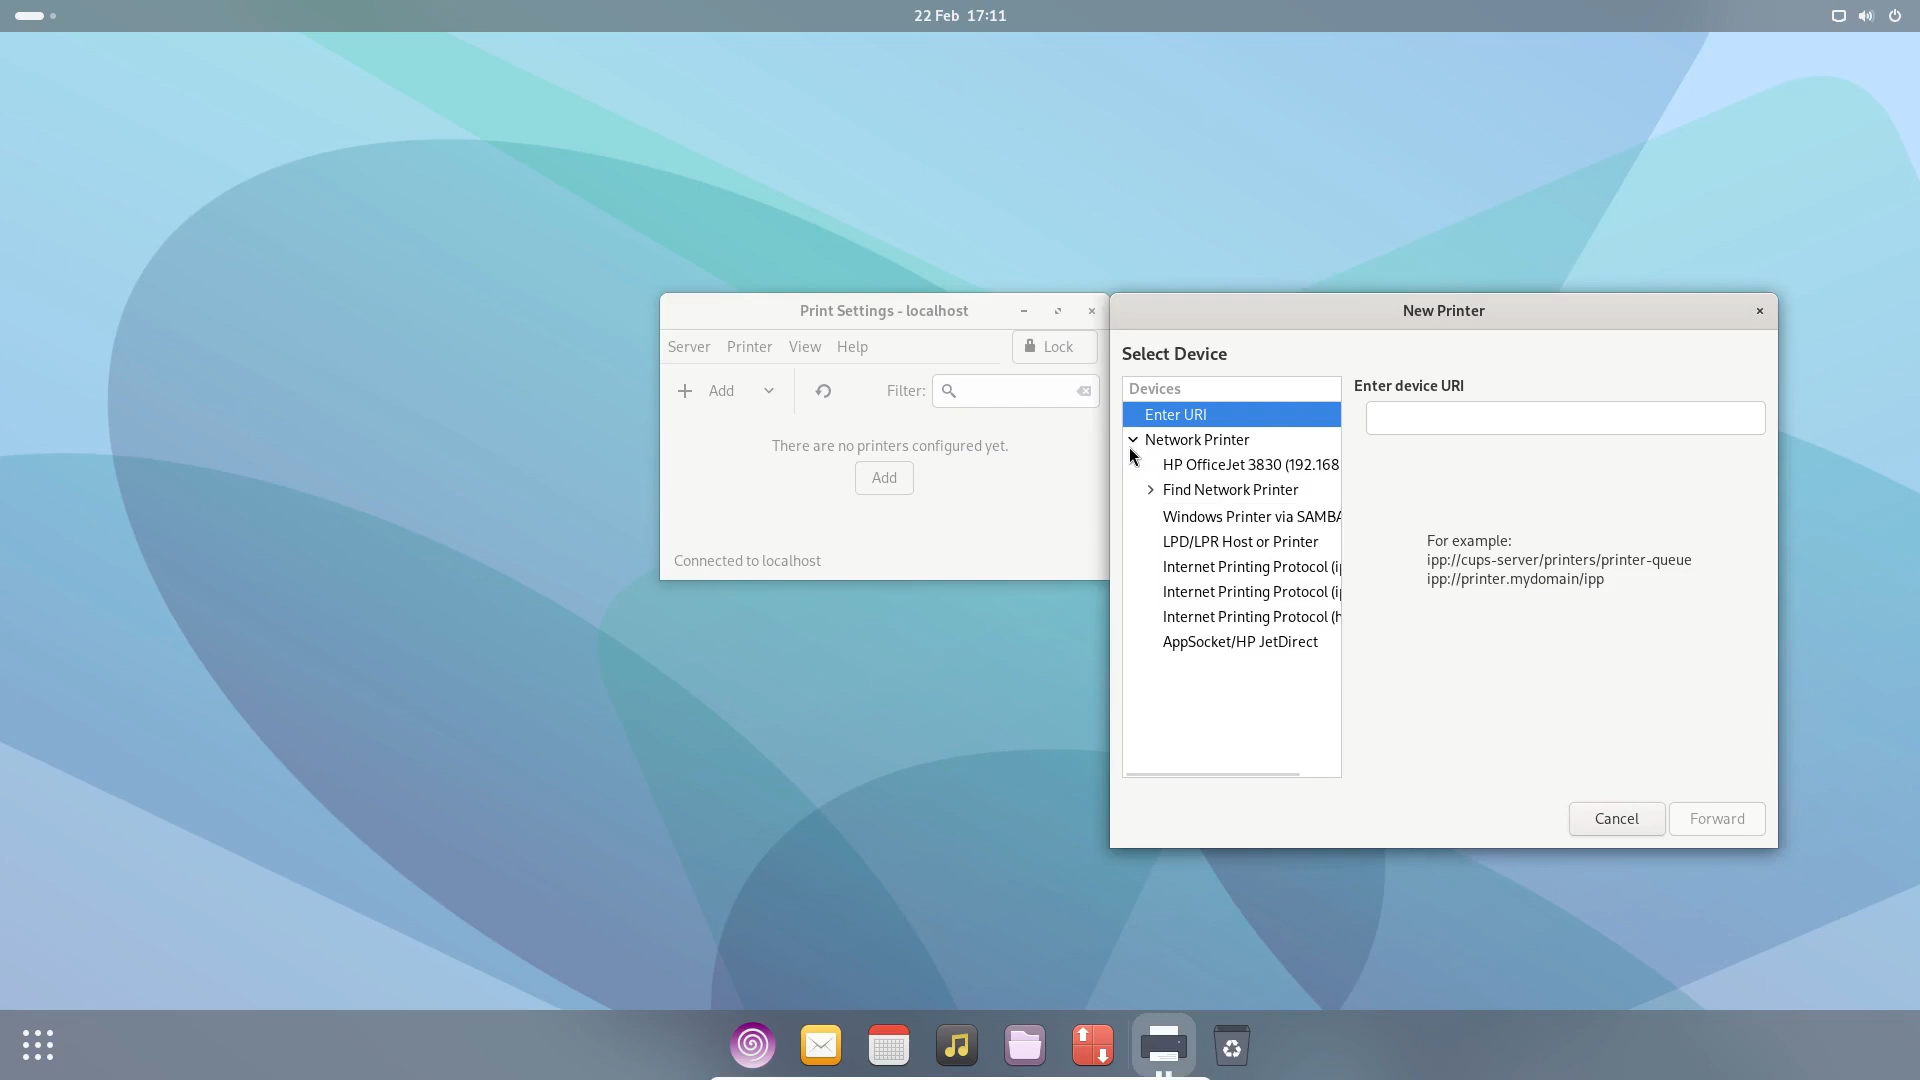 22 Feb 17:11
Print Settings - localhost
Server Printer View Help Lock
Add Filter:
There are no printers configured yet.
Add
Connected to localhost
New Printer
Select Device
Devices
Enter URI
Network Printer
HP OfficeJet 3830 (192.168
Find Network Printer
Windows Printer via SAMBA
LPD/LPR Host or Printer
Internet Printing Protocol (ip
Internet Printing Protocol (ip
Internet Printing Protocol (h
AppSocket/HP JetDirect
Enter device URI
For example:
ipp://cups-server/printers/printer-queue
ipp://printer.mydomain/ipp
Cancel Forward